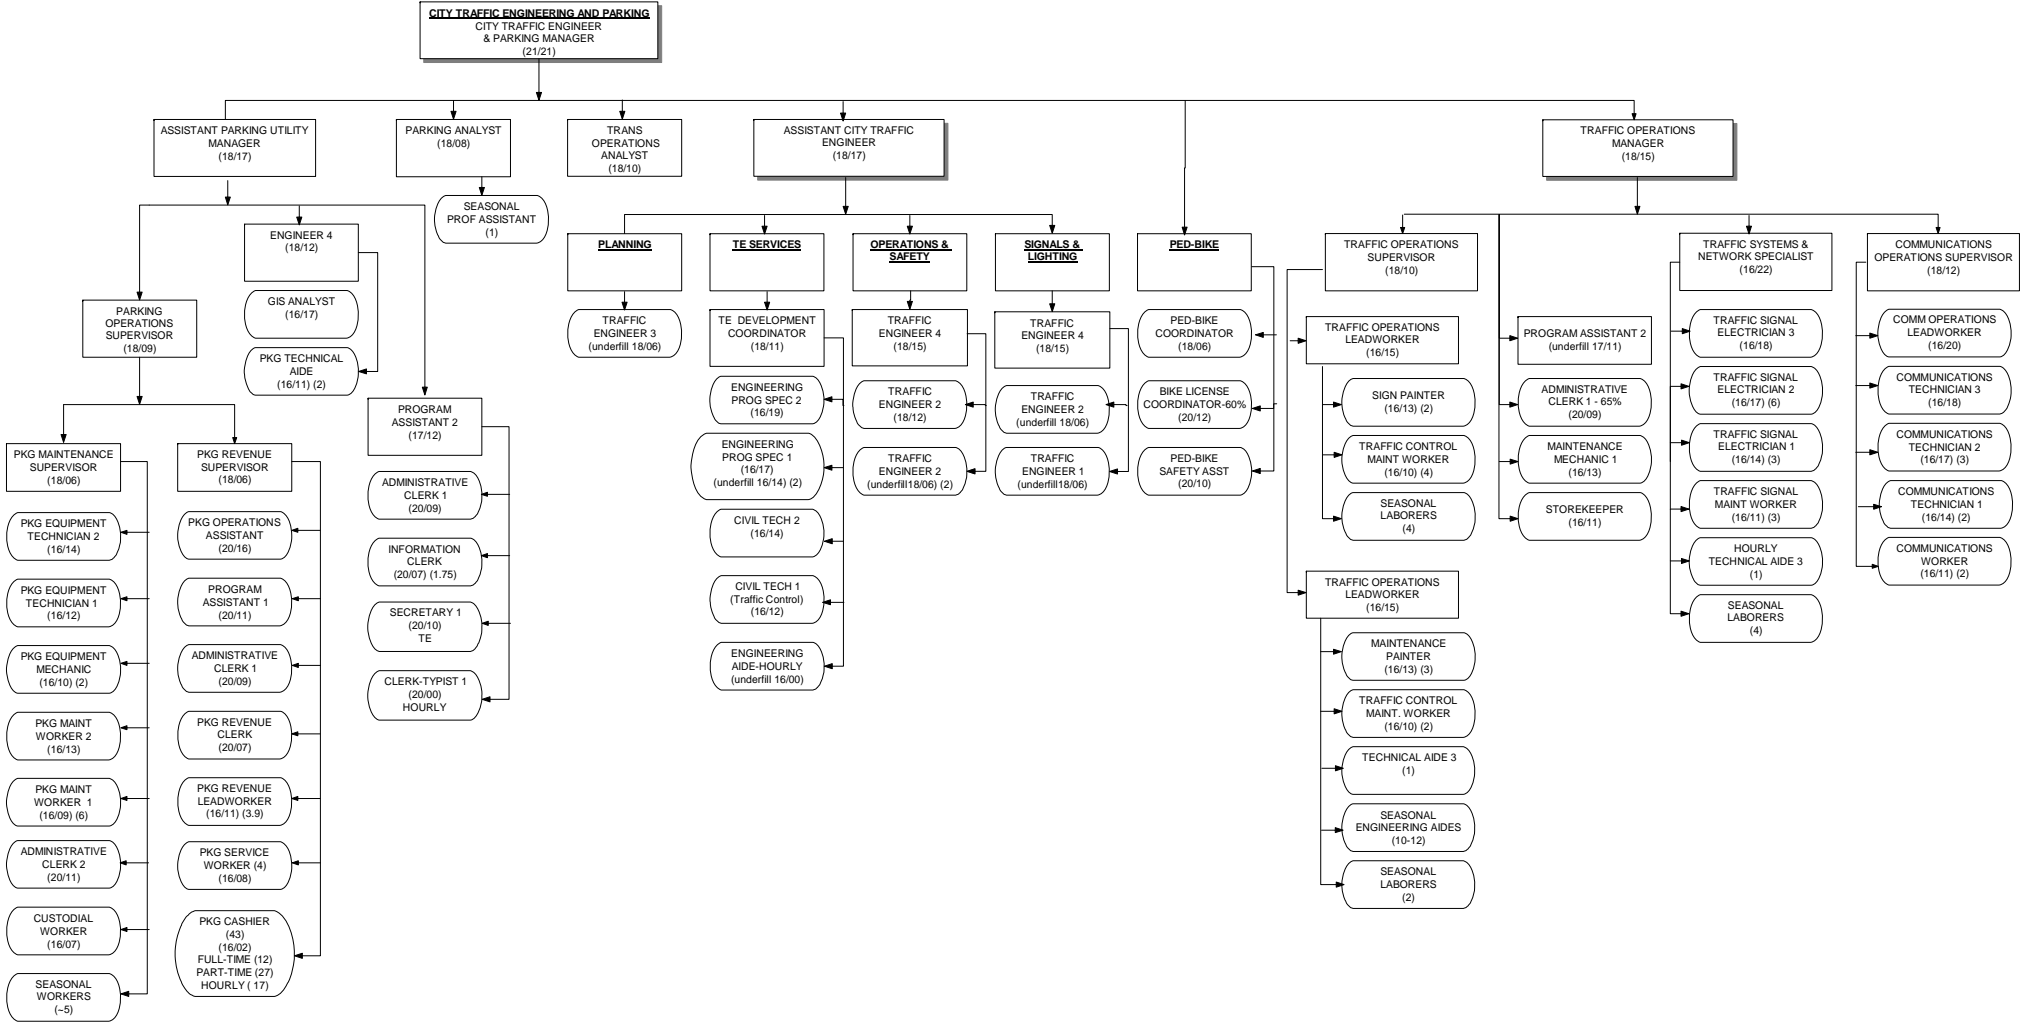 CITY TRAFFIC ENGINEERING AND PARKING
CITY TRAFFIC ENGINEER
& PARKING MANAGER
(21/21)
ASSISTANT PARKING UTILITY
MANAGER
(18/17)
PARKING ANALYST
(18/08)
TRANS
OPERATIONS
ANALYST
(18/10)
ASSISTANT CITY TRAFFIC
ENGINEER
(18/17)
TRAFFIC OPERATIONS
MANAGER
(18/15)
SEASONAL
PROF ASSISTANT
(1)
ENGINEER 4
(18/12)
GIS ANALYST
(16/17)
PKG TECHNICAL
AIDE
(16/11) (2)
PARKING
OPERATIONS
SUPERVISOR
(18/09)
PROGRAM
ASSISTANT 2
(17/12)
ADMINISTRATIVE
CLERK 1
(20/09)
INFORMATION
CLERK
(20/07) (1.75)
SECRETARY 1
(20/10)
TE
CLERK-TYPIST 1
(20/00)
HOURLY
PKG MAINTENANCE
SUPERVISOR
(18/06)
PKG EQUIPMENT
TECHNICIAN 2
(16/14)
PKG EQUIPMENT
TECHNICIAN 1
(16/12)
PKG EQUIPMENT
MECHANIC
(16/10) (2)
PKG MAINT
WORKER 2
(16/13)
PKG MAINT
WORKER 1
(16/09) (6)
ADMINISTRATIVE
CLERK 2
(20/11)
CUSTODIAL
WORKER
(16/07)
SEASONAL
WORKERS
(~5)
PKG REVENUE
SUPERVISOR
(18/06)
PKG OPERATIONS
ASSISTANT
(20/16)
PROGRAM
ASSISTANT 1
(20/11)
ADMINISTRATIVE
CLERK 1
(20/09)
PKG REVENUE
CLERK
(20/07)
PKG REVENUE
LEADWORKER
(16/11) (3.9)
PKG SERVICE
WORKER (4)
(16/08)
PKG CASHIER
(43)
(16/02)
FULL-TIME (12)
PART-TIME (27)
HOURLY ( 17)
PLANNING
TRAFFIC
ENGINEER 3
(underfill 18/06)
TE SERVICES
TE DEVELOPMENT
COORDINATOR
(18/11)
ENGINEERING
PROG SPEC 2
(16/19)
ENGINEERING
PROG SPEC 1
(16/17)
(underfill 16/14) (2)
CIVIL TECH 2
(16/14)
CIVIL TECH 1
(Traffic Control)
(16/12)
ENGINEERING
AIDE-HOURLY
(underfill 16/00)
OPERATIONS &
SAFETY
TRAFFIC
ENGINEER 4
(18/15)
TRAFFIC
ENGINEER 2
(18/12)
TRAFFIC
ENGINEER 2
(underfill18/06) (2)
SIGNALS &
LIGHTING
TRAFFIC
ENGINEER 4
(18/15)
TRAFFIC
ENGINEER 2
(underfill 18/06)
TRAFFIC
ENGINEER 1
(underfill18/06)
PED-BIKE
PED-BIKE
COORDINATOR
(18/06)
BIKE LICENSE
COORDINATOR-60%
(20/12)
PED-BIKE
SAFETY ASST
(20/10)
TRAFFIC OPERATIONS
SUPERVISOR
(18/10)
TRAFFIC OPERATIONS
LEADWORKER
(16/15)
SIGN PAINTER
(16/13) (2)
TRAFFIC CONTROL
MAINT WORKER
(16/10) (4)
SEASONAL
LABORERS
(4)
TRAFFIC OPERATIONS
LEADWORKER
(16/15)
MAINTENANCE
PAINTER
(16/13) (3)
TRAFFIC CONTROL
MAINT. WORKER
(16/10) (2)
TECHNICAL AIDE 3
(1)
SEASONAL
ENGINEERING AIDES
(10-12)
SEASONAL
LABORERS
(2)
PROGRAM ASSISTANT 2
(underfill 17/11)
ADMINISTRATIVE
CLERK 1 - 65%
(20/09)
MAINTENANCE
MECHANIC 1
(16/13)
STOREKEEPER
(16/11)
TRAFFIC SYSTEMS &
NETWORK SPECIALIST
(16/22)
TRAFFIC SIGNAL
ELECTRICIAN 3
(16/18)
TRAFFIC SIGNAL
ELECTRICIAN 2
(16/17) (6)
TRAFFIC SIGNAL
ELECTRICIAN 1
(16/14) (3)
TRAFFIC SIGNAL
MAINT WORKER
(16/11) (3)
HOURLY
TECHNICAL AIDE 3
(1)
SEASONAL
LABORERS
(4)
COMMUNICATIONS
OPERATIONS SUPERVISOR
(18/12)
COMM OPERATIONS
LEADWORKER
(16/20)
COMMUNICATIONS
TECHNICIAN 3
(16/18)
COMMUNICATIONS
TECHNICIAN 2
(16/17) (3)
COMMUNICATIONS
TECHNICIAN 1
(16/14) (2)
COMMUNICATIONS
WORKER
(16/11) (2)